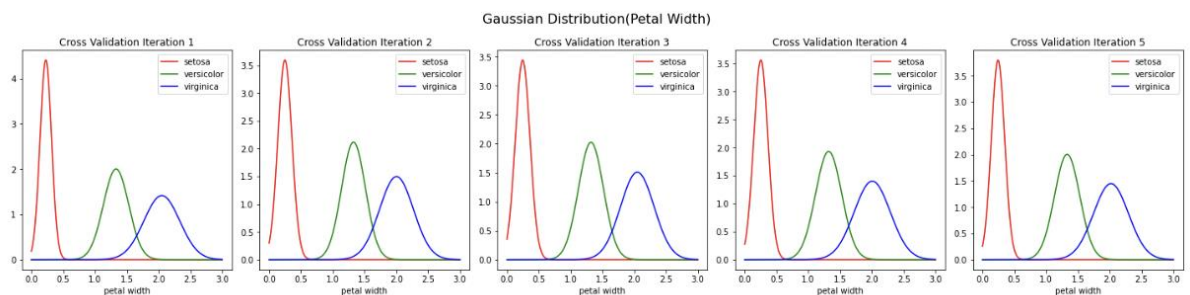 Gaussian Distribution(Petal Width)
Cross Validation Iteration 1
setosa
versicolor
virginica
4
3
2
1
0
0.0 0.5 1.0 1.5 2.0 2.5 3.0
petal width
Cross Validation Iteration 2
setosa
versicolor
virginica
3.5
3.0
2.5
2.0
1.5
1.0
0.5
0.0
0.0 0.5 1.0 1.5 2.0 2.5 3.0
petal width
Cross Validation Iteration 3
setosa
versicolor
virginica
3.5
3.0
2.5
2.0
1.5
1.0
0.5
0.0
0.0 0.5 1.0 1.5 2.0 2.5 3.0
petal width
Cross Validation Iteration 4
setosa
versicolor
virginica
3.5
3.0
2.5
2.0
1.5
1.0
0.5
0.0
0.0 0.5 1.0 1.5 2.0 2.5 3.0
petal width
Cross Validation Iteration 5
setosa
versicolor
virginica
3.5
3.0
2.5
2.0
1.5
1.0
0.5
0.0
0.0 0.5 1.0 1.5 2.0 2.5 3.0
petal width